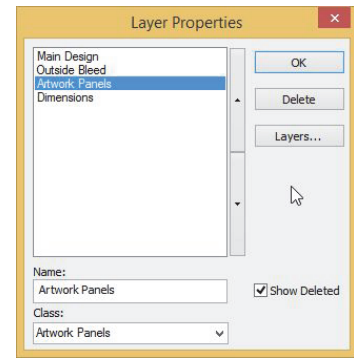 Layer Properties
Main Design
Outside Bleed
Artwork Panels
Dimensions
OK
Delete
Layers...
Name:
Artwork Panels
Show Deleted
Class:
Artwork Panels